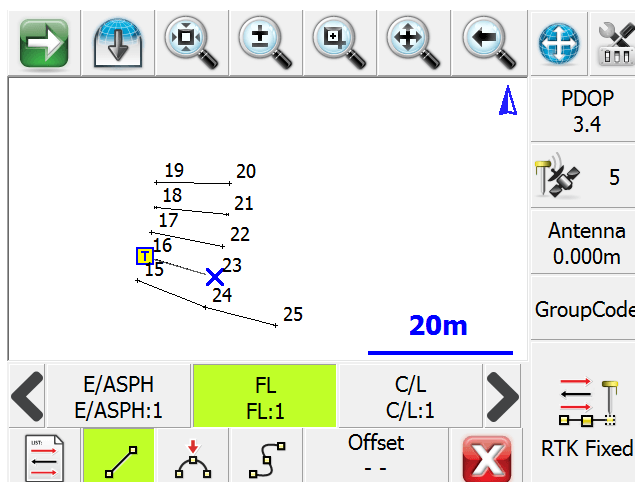 PDOP
3.4
5
Antenna
0.000m
GroupCode
RTK Fixed
19
20
18
21
17
22
16
T
15
23
24
25
20m
E/ASPH
E/ASPH:1
FL
FL:1
C/L
C/L:1
LIST:
Offset
- -